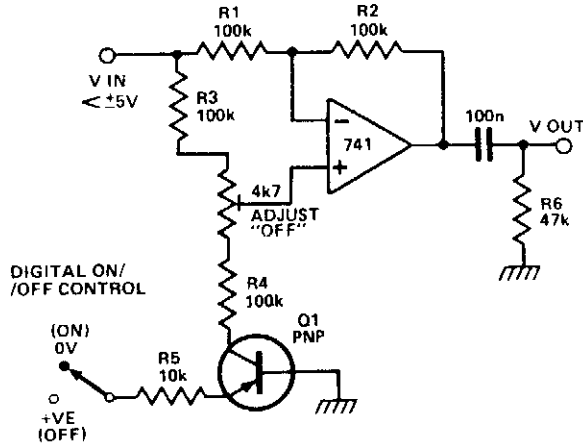 R1
100k
R2
100k
V IN
< ±5V
R3
100k
−
741
+
100n
V OUT
4k7
ADJUST
"OFF"
R6
47k
DIGITAL ON/
/OFF CONTROL
R4
100k
Q1
PNP
(ON)
0V
R5
10k
+VE
(OFF)